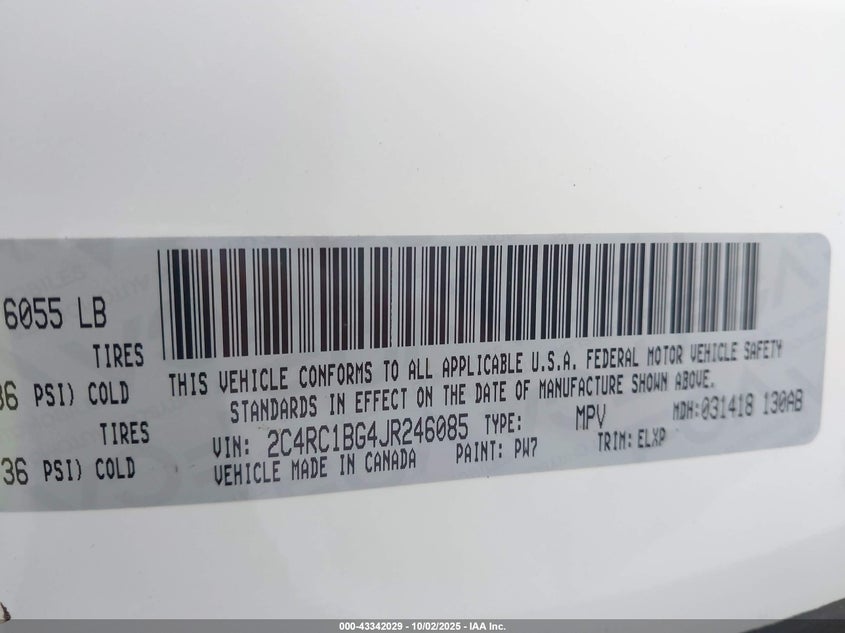 6055 LB
TIRES
36 PSI) COLD
TIRES
36 PSI) COLD
THIS VEHICLE CONFORMS TO ALL APPLICABLE U.S.A. FEDERAL MOTOR VEHICLE SAFETY
STANDARDS IN EFFECT ON THE DATE OF MANUFACTURE SHOWN ABOVE.
VIN: 2C4RC1BG4JR246085 TYPE: MPV MDH:031418 130AB
VEHICLE MADE IN CANADA PAINT: PW7 TRIM: ELXP
000-43342029 - 10/02/2025 - IAA Inc.